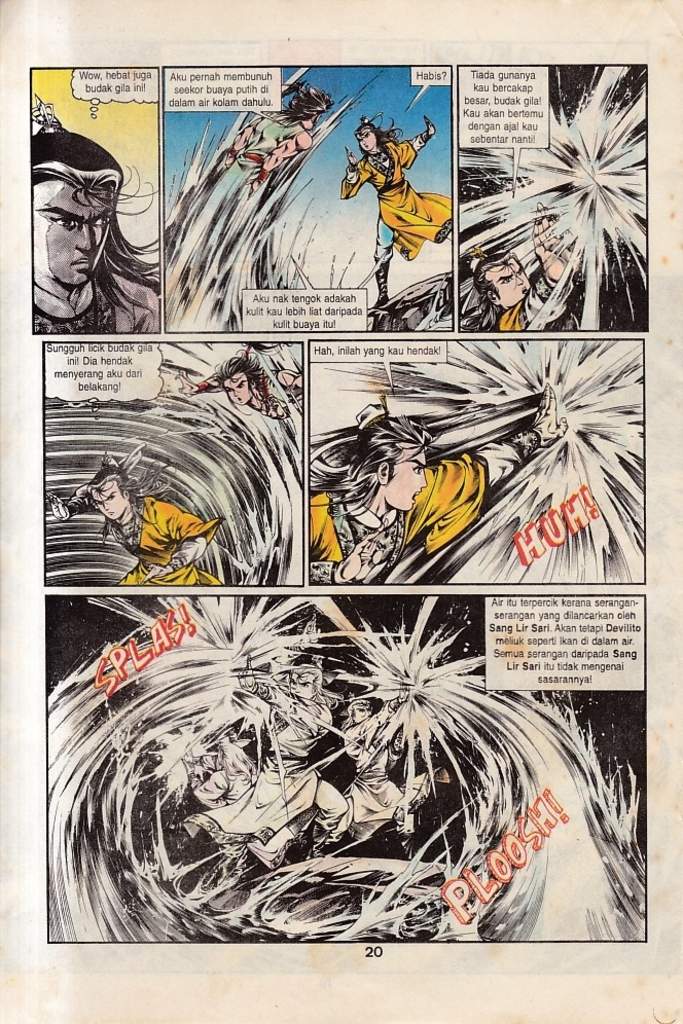 Wow, hebat juga
budak gila ini!
Aku pernah membunuh
seekor buaya putih di
dalam air kolam dahulu.
Habis?
Aku nak tengok adakah
kulit kau lebih liat daripada
kulit buaya itu!
Tiada gunanya
kau bercakap
besar, budak gila!
Kau akan bertemu
dengan ajal kau
sebentar nanti!
Sungguh licik budak gila
ini! Dia hendak
menyerang aku dari
belakang!
Hah, inilah yang kau hendak!
HUH!
SPLAS!
Air itu terpercik kerana serangan-
serangan yang dilancarkan oleh
Sang Lir Sari. Akan tetapi Devilito
meliuk seperti ikan di dalam air.
Semua serangan daripada Sang
Lir Sari itu tidak mengenai
sasarannya!
PLOOSH!
20